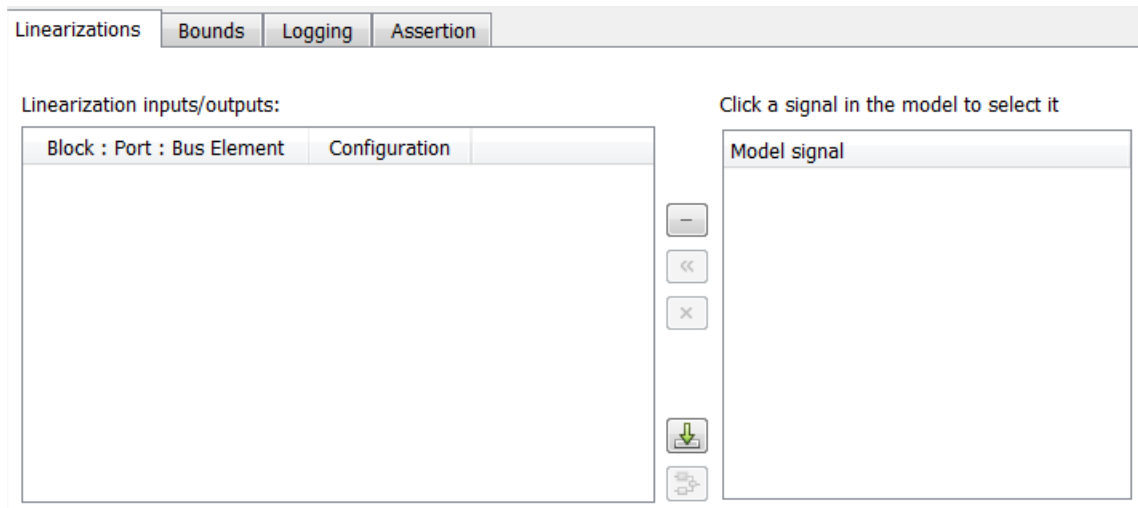 Linearizations Bounds Logging Assertion
Linearization inputs/outputs: Click a signal in the model to select it
Block : Port : Bus Element Configuration Model signal